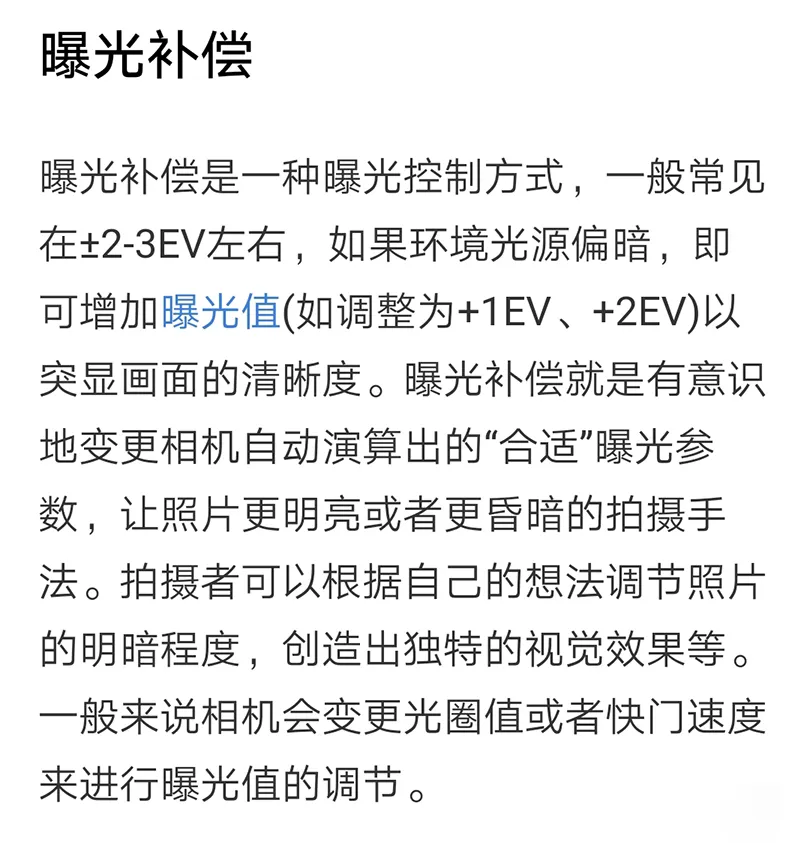 曝光补偿
曝光补偿是一种曝光控制方式，一般常见
在±2-3EV左右，如果环境光源偏暗，即
可增加曝光值(如调整为+1EV、+2EV)以
突显画面的清晰度。曝光补偿就是有意识
地变更相机自动演算出的“合适”曝光参
数，让照片更明亮或者更昏暗的拍摄手
法。拍摄者可以根据自己的想法调节照片
的明暗程度，创造出独特的视觉效果等。
一般来说相机会变更光圈值或者快门速度
来进行曝光值的调节。